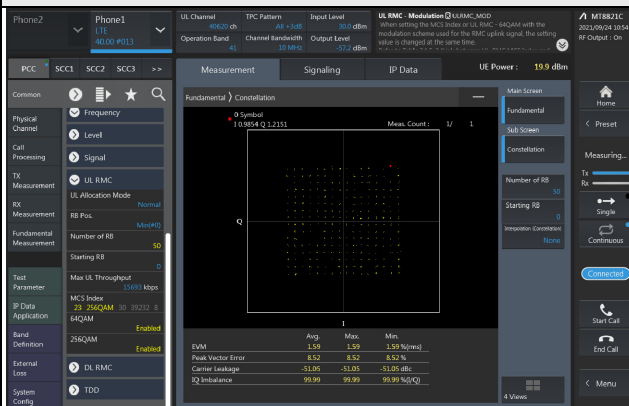 Phone2
Phone1
LTE
40.00 #013
UL Channel
40620 ch
TPC Pattern
All +3dB
Input Level
30.0 dBm
Operation Band
41
Channel Bandwidth
10 MHz
Output Level
-57.2 dBm
UL RMC - Modulation ULRMC_MOD
When setting the MCS Index or UL RMC - 64QAM with the
modulation scheme used for the RMC uplink signal, the setting
value is changed at the same time.
MT8821C
2021/09/24 10:54
RF Output : On
PCC
SCC1
SCC2
SCC3
>>
Measurement
Signaling
IP Data
UE Power : 19.9 dBm
Common
Physical
Channel
Call
Processing
TX
Measurement
RX
Measurement
Fundamental
Measurement
Test
Parameter
IP Data
Application
Band
Definition
External
Loss
System
Config
Frequency
Level
Signal
UL RMC
UL Allocation Mode
Normal
RB Pos.
Min(#0)
Number of RB
50
Starting RB
0
Max UL Throughput
15693 kbps
MCS Index
23 256QAM 30 39232 8
64QAM
Enabled
256QAM
Enabled
DL RMC
TDD
Fundamental ⟩ Constellation
0 Symbol
I 0.9854 Q 1.2151
Meas. Count : 1/ 1
Q
I
Avg. Max. Min.
EVM 1.59 1.59 1.59 %(rms)
Peak Vector Error 8.52 8.52 8.52 %
Carrier Leakage -51.05 -51.05 -51.05 dBc
IQ Imbalance 99.99 99.99 99.99 %(I/Q)
Main Screen
Fundamental
Sub Screen
Constellation
Number of RB
50
Starting RB
0
Interpolation (Constellation)
None
4 Views
Home
< Preset
Measuring...
Tx
Rx
Single
Continuous
Connected
Start Call
End Call
< Menu